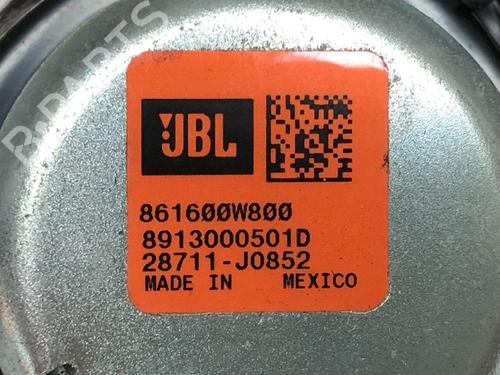 B-PARTS
JBL
861600W800
8913000501D
28711-J0852
MADE IN MEXICO